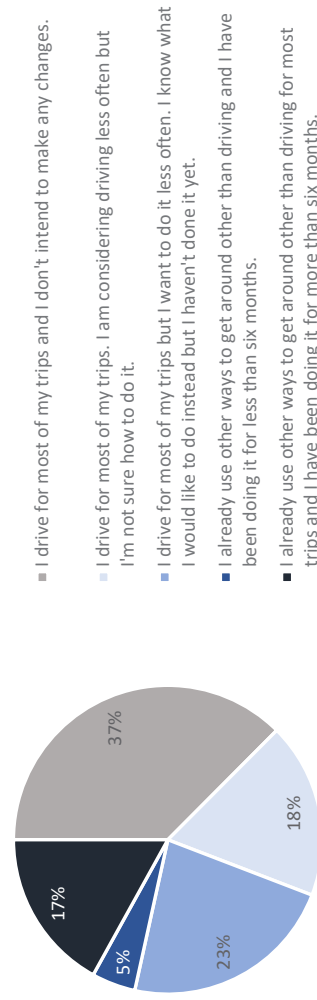 37%
18%
23%
5%
17%
I drive for most of my trips and I don't intend to make any changes.
I drive for most of my trips. I am considering driving less often but
I'm not sure how to do it.
I drive for most of my trips but I want to do it less often. I know what
I would like to do instead but I haven't done it yet.
I already use other ways to get around other than driving and I have
been doing it for less than six months.
I already use other ways to get around other than driving for most
trips and I have been doing it for more than six months.